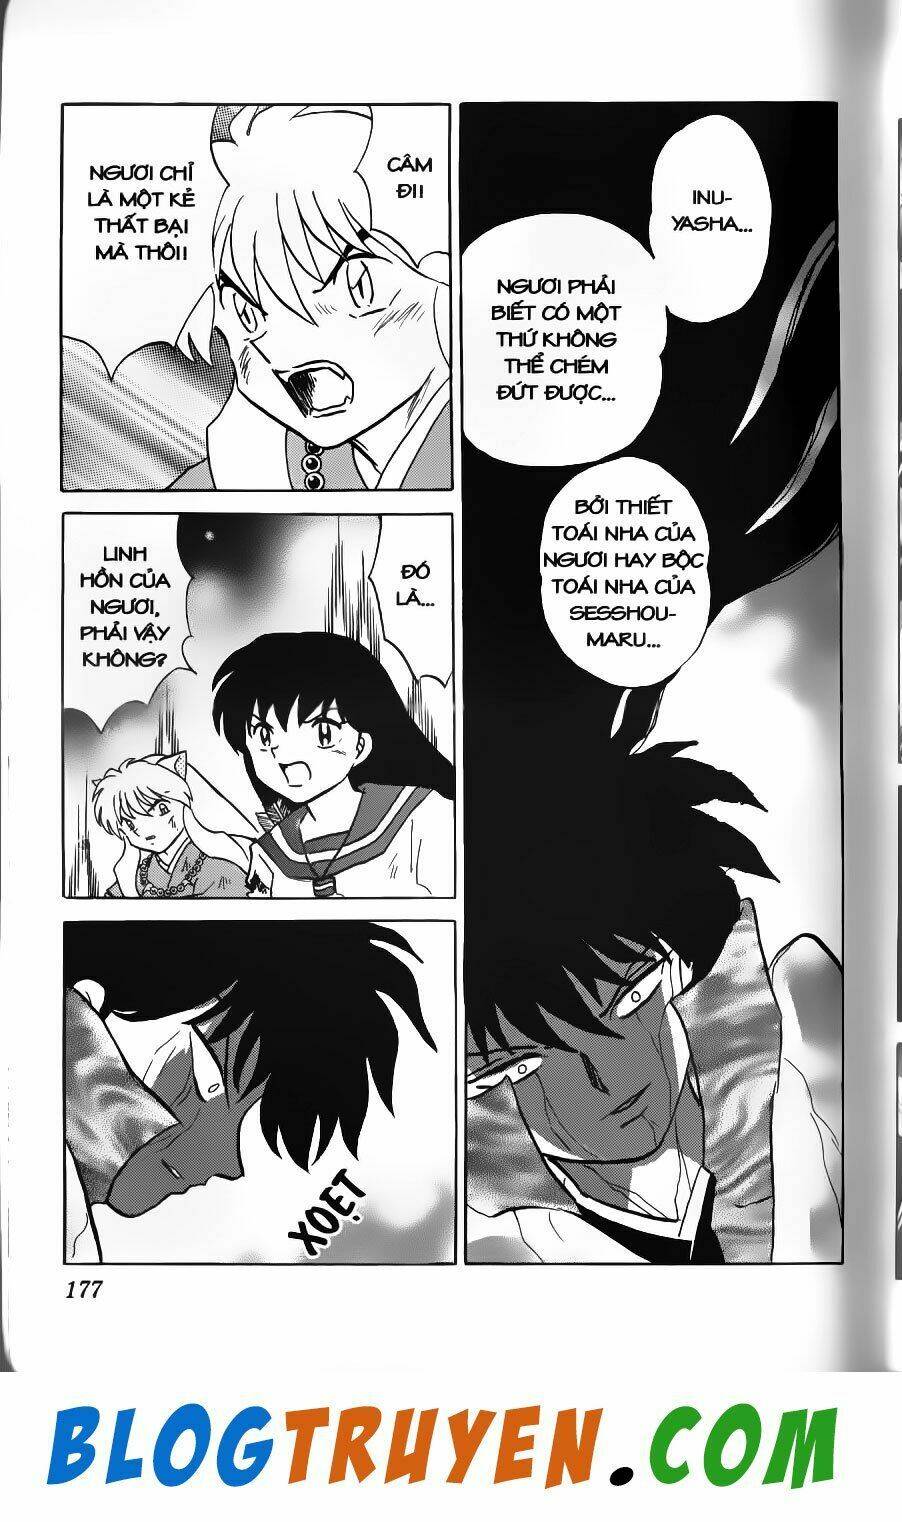 INU-
YASHA...
NGƯƠI PHẢI
BIẾT CÓ MỘT
THỨ KHÔNG
THỂ CHÉM
ĐỨT ĐƯỢC...
BỞI THIẾT
TOÁI NHA CỦA
NGƯƠI HAY BỘC
TOÁI NHA CỦA
SESSHOU-
MARU...
CÂM
ĐI!
NGƯƠI CHỈ
LÀ MỘT KẺ
THẤT BẠI
MÀ THÔI!
ĐÓ
LÀ...
LINH
HỒN CỦA
NGƯƠI,
PHẢI VẬY
KHÔNG?
XOẸT
177
BLOGTRUYEN.COM